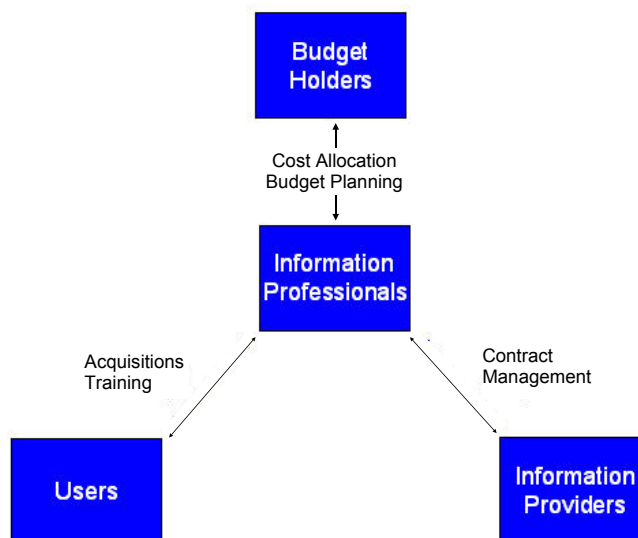 Budget
Holders
Cost Allocation
Budget Planning
Information
Professionals
Acquisitions
Training
Contract
Management
Users
Information
Providers